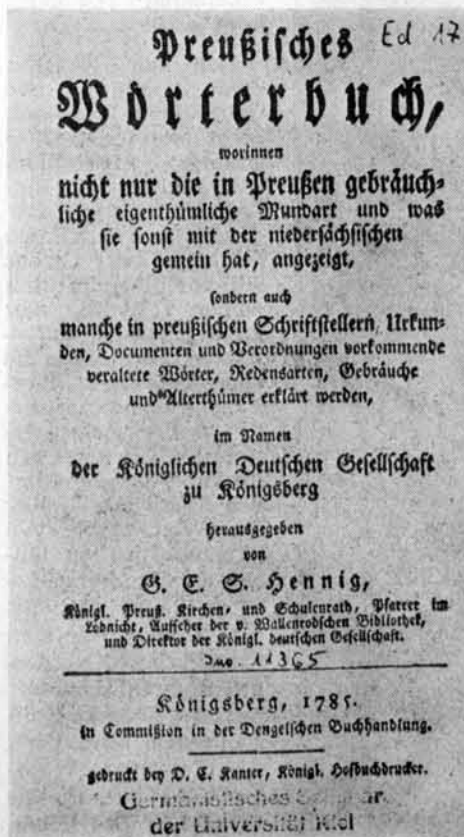 Preußisches
Ed 17
Wörterbuch,
worinnen
nicht nur die in Preußen gebräuch-
liche eigenthümliche Mundart und was
sie sonst mit der niedersächsischen
gemein hat, angezeigt,
sondern auch
manche in preußischen Schriftstellern, Urkun-
den, Documenten und Verordnungen vorkommende
veraltete Wörter, Redensarten, Gebräuche
und Alterthümer erklärt werden,
im Namen
der Königlichen Deutschen Gesellschaft
zu Königsberg
herausgegeben
von
G. E. S. Hennig,
Königl. Preuß. Kirchen- und Schulenrath, Pfarrer im
Löbnicht, Aufseher der v. Wallenrodschen Bibliothek,
und Direktor der Königl. deutschen Gesellschaft.
Inv. 11365
Königsberg, 1785.
in Commißion in der Dengelschen Buchhandlung.
gedruckt bey D. C. Kanter, Königl. Hofbuchdrucker.
Germanistisches Seminar
der Universität Kiel